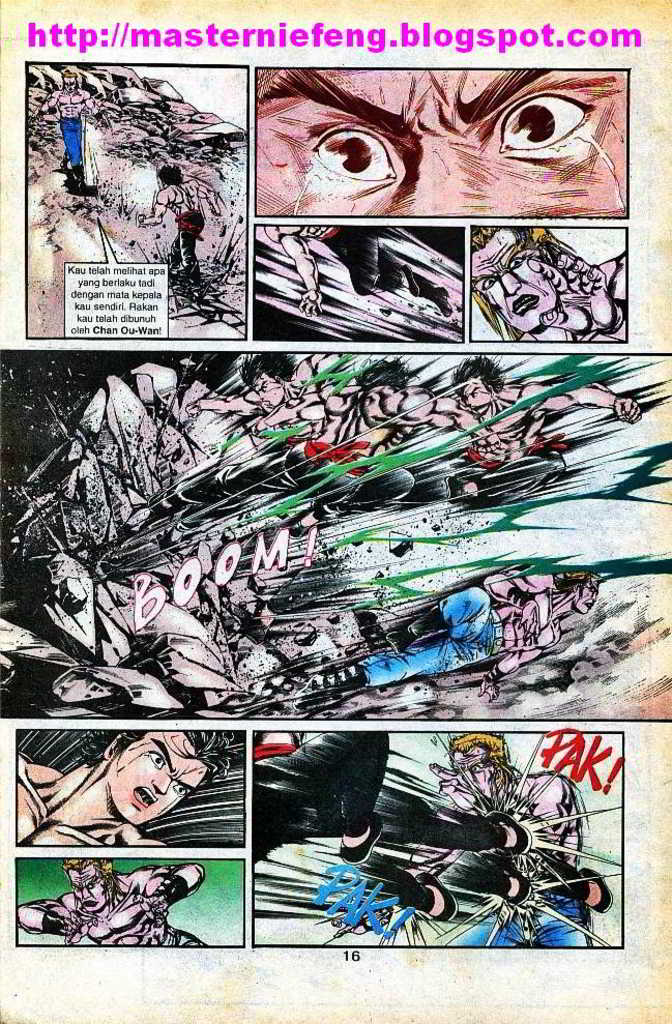 http://masterniefeng.blogspot.com
Kau telah melihat apa
yang berlaku tadi
dengan mata kepala
kau sendiri. Rakan
kau telah dibunuh
oleh Chan Ou-Wan!
BOOM!
PAK!
PAK!
16